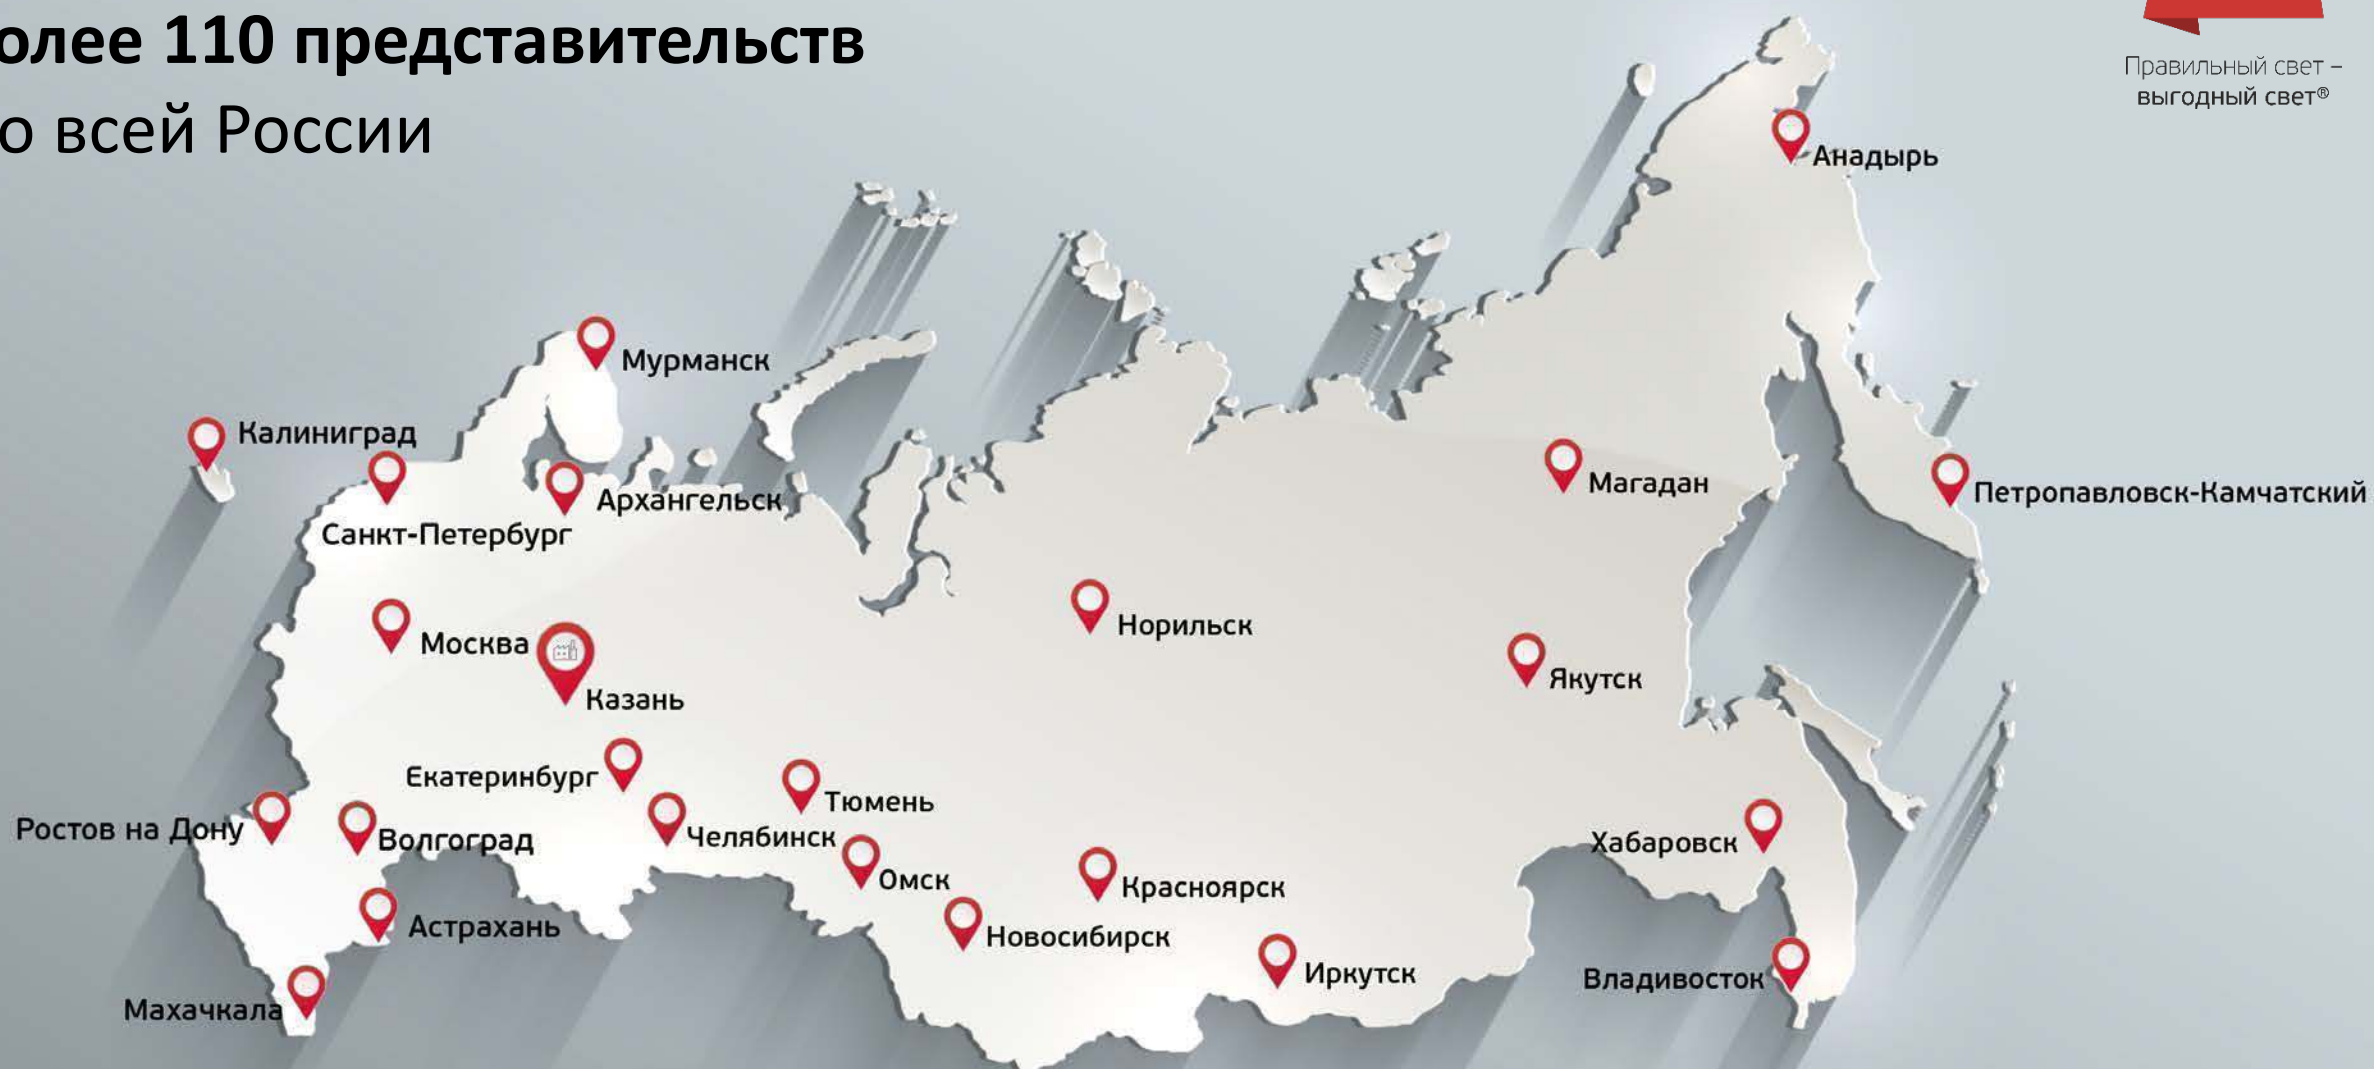 олее 110 представительств
о всей России
Правильный свет –
выгодный свет®
Анадырь
Мурманск
Калиниград
Архангельск
Санкт-Петербург
Магадан
Петропавловск-Камчатский
Норильск
Москва
Якутск
Казань
Екатеринбург
Тюмень
Ростов на Дону
Волгоград
Челябинск
Хабаровск
Омск
Красноярск
Астрахань
Новосибирск
Иркутск
Владивосток
Махачкала